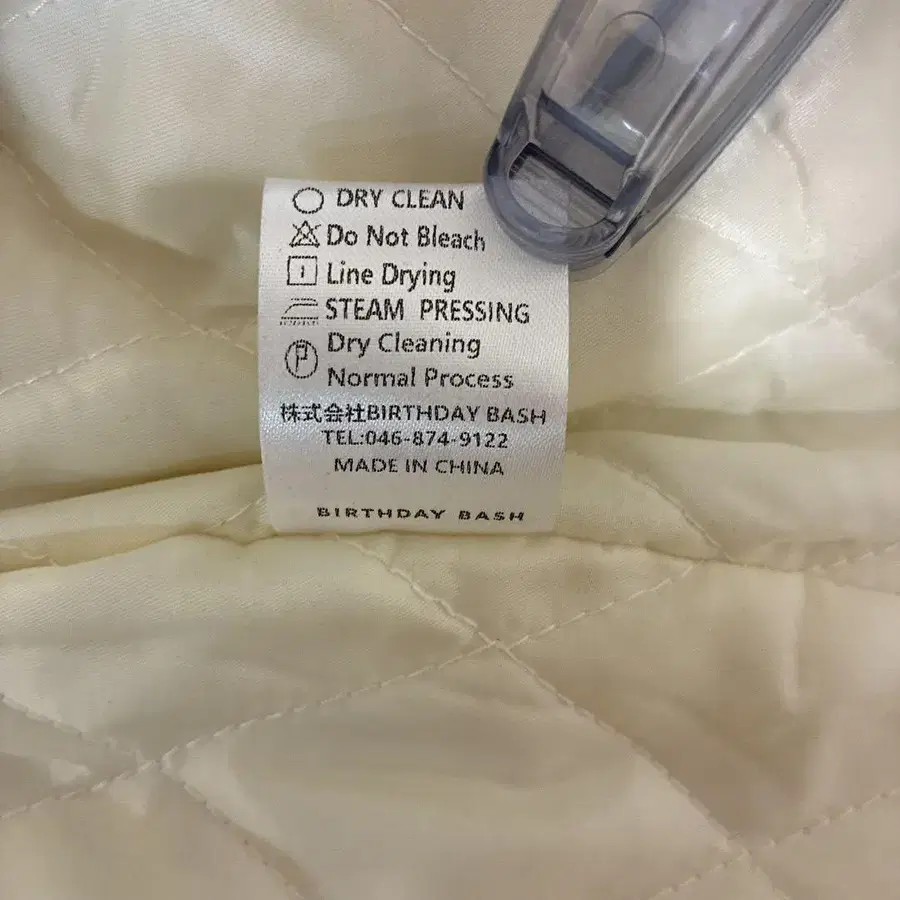 DRY CLEAN
Do Not Bleach
Line Drying
STEAM PRESSING
P Dry Cleaning
Normal Process
株式会社BIRTHDAY BASH
TEL:046-874-9122
MADE IN CHINA
BIRTHDAY BASH